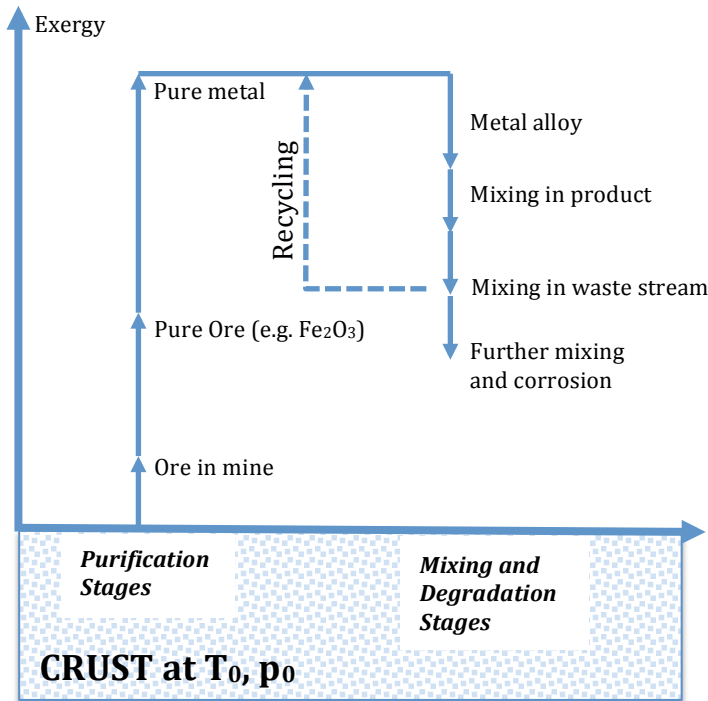 Exergy
Pure metal
Metal alloy
Recycling
Mixing in product
Mixing in waste stream
Pure Ore (e.g. Fe₂O₃)
Further mixing
and corrosion
Ore in mine
Purification
Stages
Mixing and
Degradation
Stages
CRUST at T₀, p₀